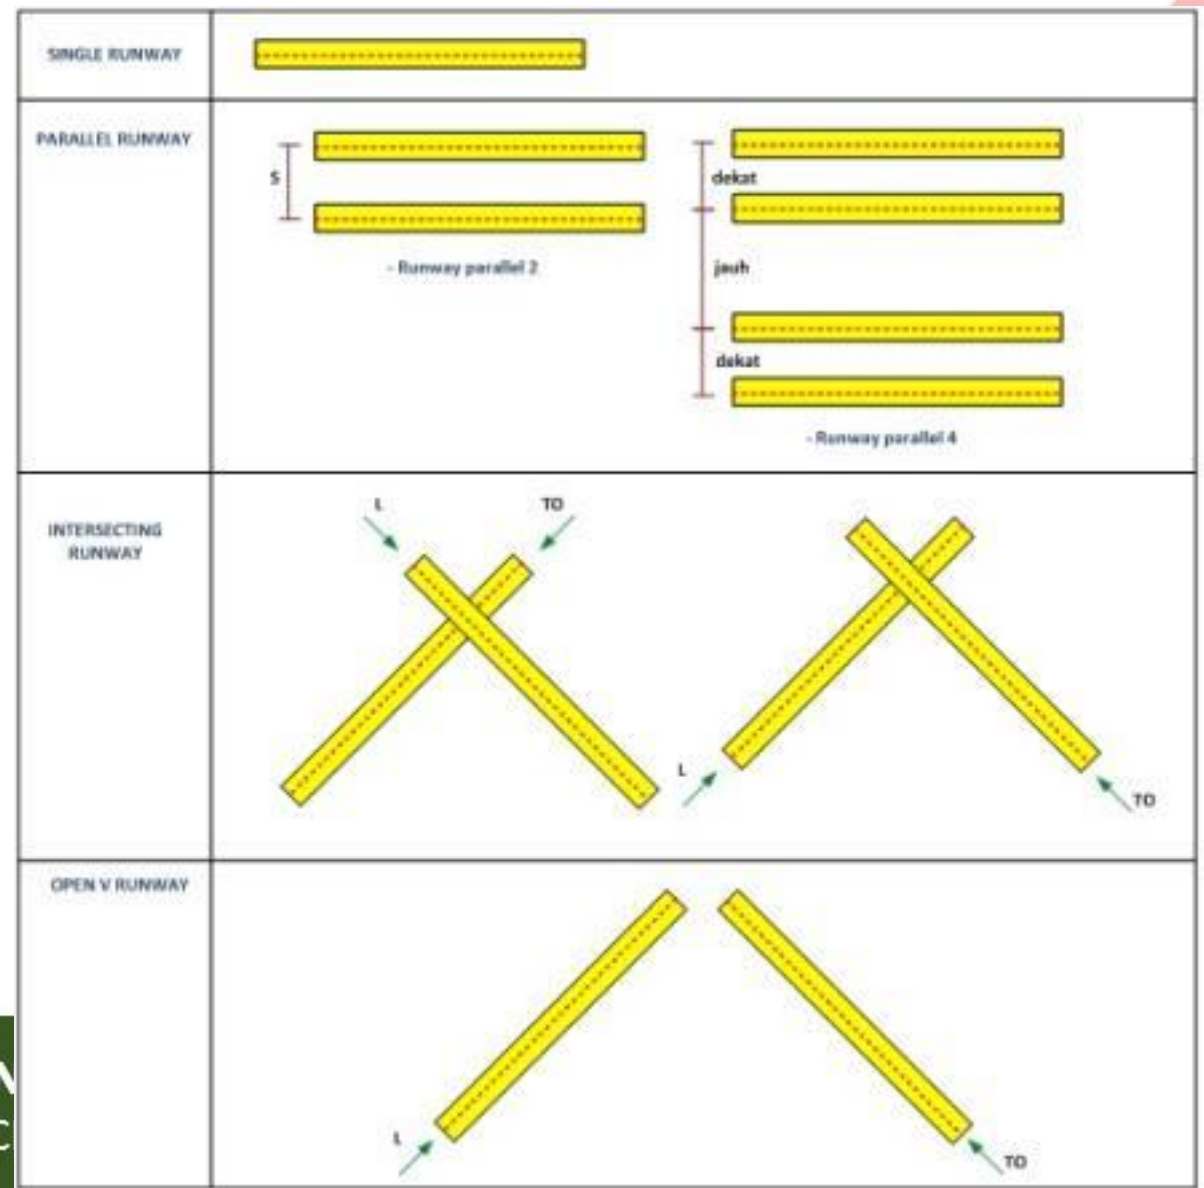 SINGLE RUNWAY
PARALLEL RUNWAY
S
- Runway parallel 2
dekat
jauh
dekat
- Runway parallel 4
INTERSECTING
RUNWAY
L
TO
L
TO
OPEN V RUNWAY
L
TO